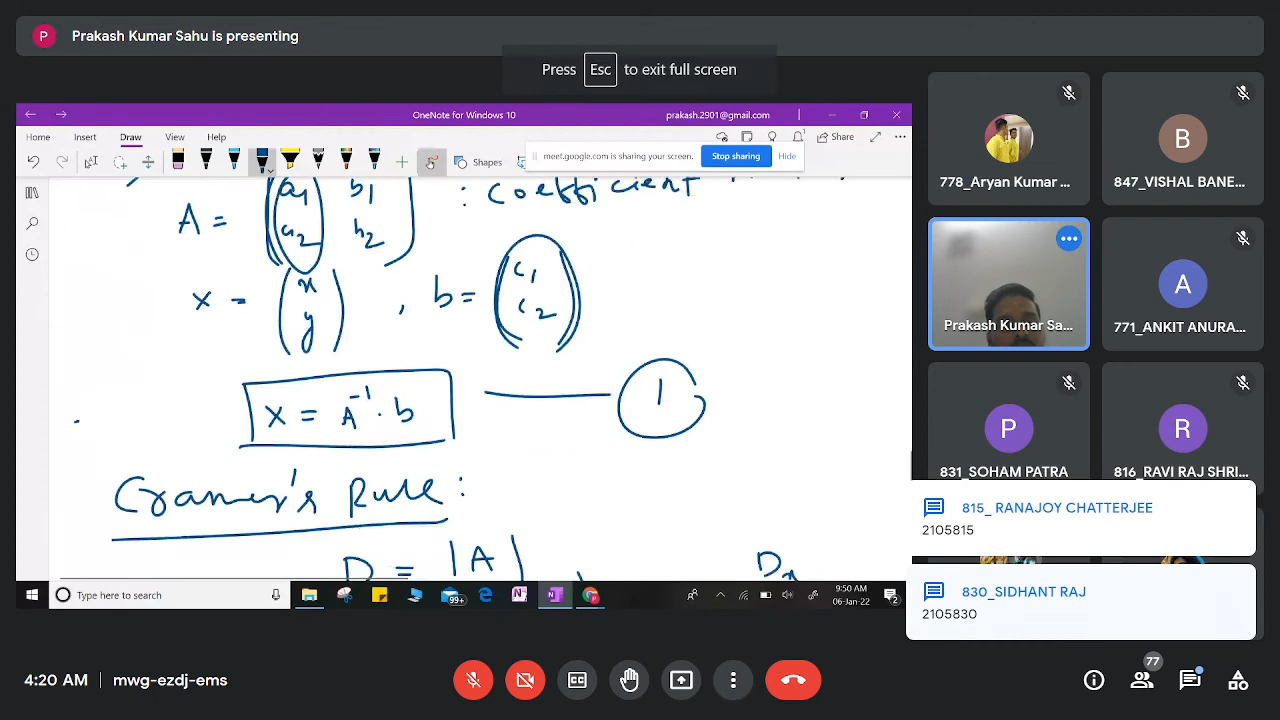 P Prakash Kumar Sahu is presenting
Press Esc to exit full screen
OneNote for Windows 10
prakash.2901@gmail.com
Home Insert Draw View Help
Share
meet.google.com is sharing your screen. Stop sharing Hide
Shapes
A = ( a1 b1 : Coefficient
a2 b2 )
x = ( x
y ) , b = ( c1
c2 )
X = A⁻¹ . b ——— 1
Cramer's Rule :
D = |A|
Dx
Type here to search
99+
9:50 AM
06-Jan-22
2
778_Aryan Kumar ...
B
847_VISHAL BANE...
Prakash Kumar Sa...
A
771_ANKIT ANURA...
P
831_SOHAM PATRA
R
816_RAVI RAJ SHRI...
815_ RANAJOY CHATTERJEE
2105815
830_SIDHANT RAJ
2105830
4:20 AM | mwg-ezdj-ems
77